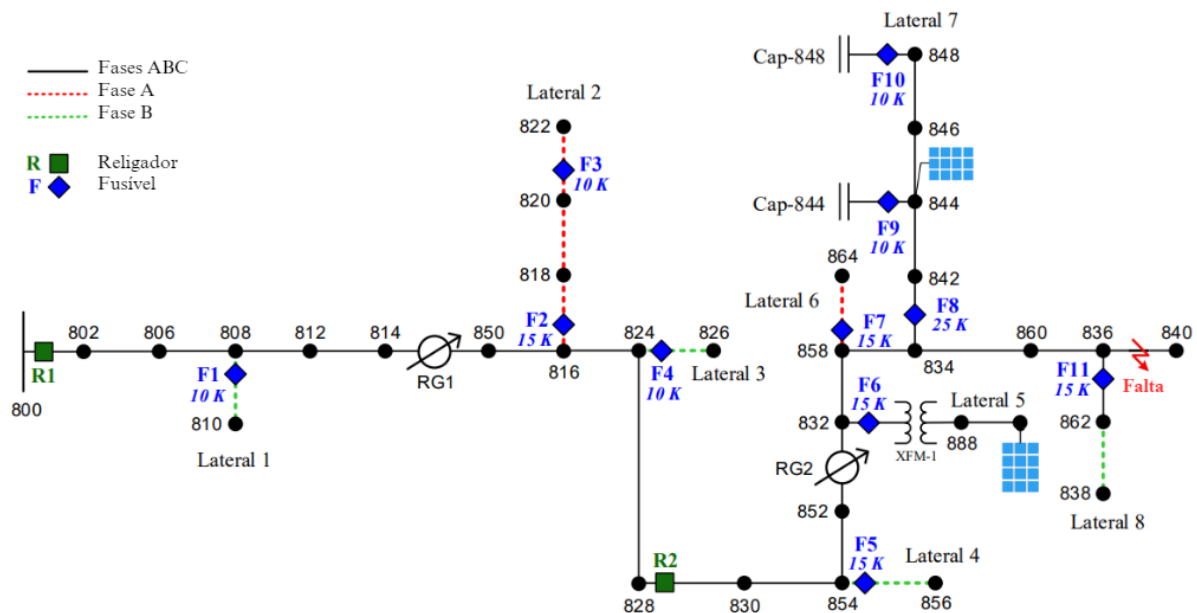 Fases ABC
Fase A
Fase B
R Religador
F Fusível
Lateral 7
Cap-848
848
F10
10 K
846
Lateral 2
822
F3
10 K
820
Cap-844
844
F9
10 K
818
864
842
Lateral 6
F8
25 K
F7
15 K
R1
802
806
808
812
814
850
F2
15 K
824
826
858
834
860
836
840
800
F1
10 K
RG1
816
F4
10 K
Lateral 3
F11
15 K
Falta
810
Lateral 1
F6
15 K
Lateral 5
832
XFM-1
888
862
RG2
838
Lateral 8
852
R2
F5
15 K
Lateral 4
828
830
854
856